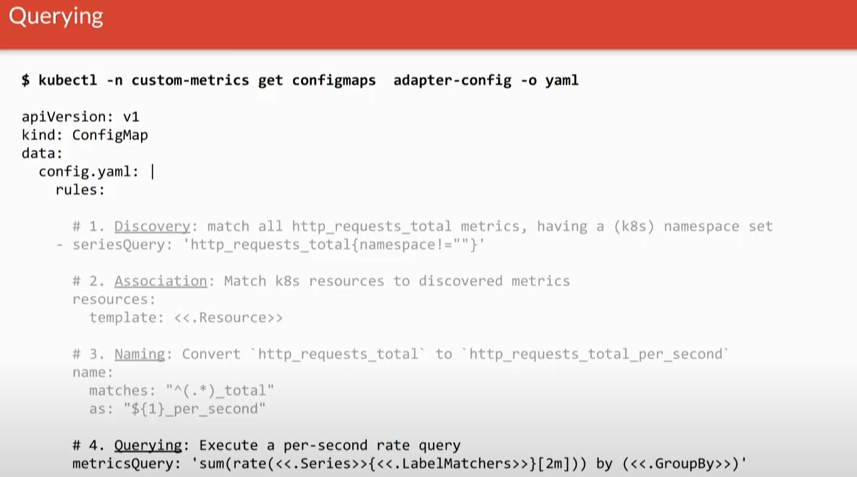 Querying
$ kubectl -n custom-metrics get configmaps  adapter-config -o yaml
apiVersion: v1
kind: ConfigMap
data:
  config.yaml: |
    rules:
      # 1. Discovery: match all http_requests_total metrics, having a (k8s) namespace set
    - seriesQuery: 'http_requests_total{namespace!=""}'
      # 2. Association: Match k8s resources to discovered metrics
      resources:
        template: <<.Resource>>
      # 3. Naming: Convert `http_requests_total` to `http_requests_total_per_second`
      name:
        matches: "^(.*)_total"
        as: "${1}_per_second"
      # 4. Querying: Execute a per-second rate query
      metricsQuery: 'sum(rate(<<.Series>>{<<.LabelMatchers>>}[2m])) by (<<.GroupBy>>)'